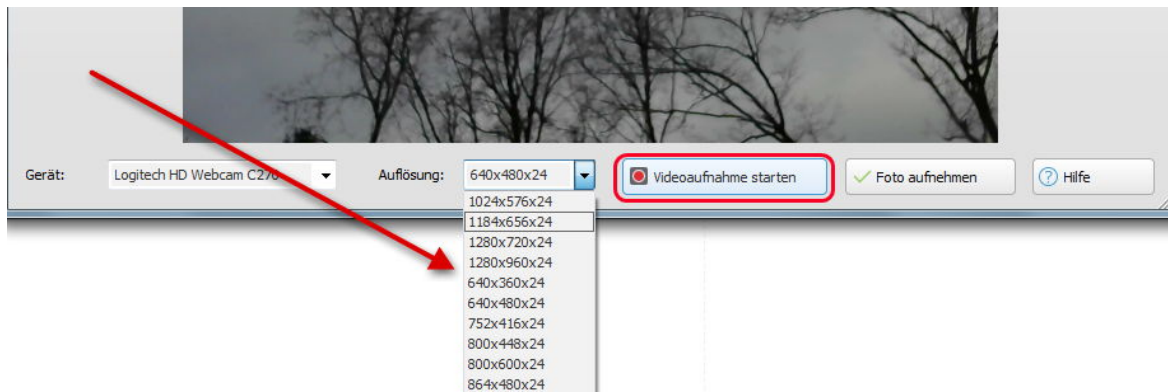 Gerät: Logitech HD Webcam C270 Auflösung: 640x480x24 Videoaufnahme starten Foto aufnehmen Hilfe
1024x576x24
1184x656x24
1280x720x24
1280x960x24
640x360x24
640x480x24
752x416x24
800x448x24
800x600x24
864x480x24